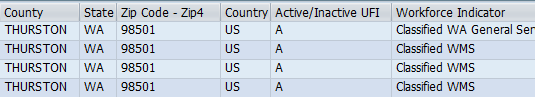 County State Zip Code - Zip4 Country Active/Inactive UFI Workforce Indicator
THURSTON WA 98501 US A Classified WA General Ser
THURSTON WA 98501 US A Classified WMS
THURSTON WA 98501 US A Classified WMS
THURSTON WA 98501 US A Classified WMS